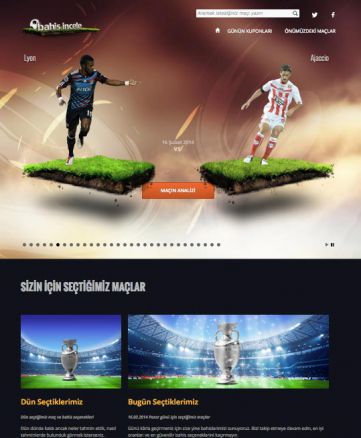 bahis.incele
Aramak istediğiniz maçı yazın
GÜNÜN KUPONLARI
ÖNÜMÜZDEKİ MAÇLAR
Lyon
Ajaccio
16 Şubat 2014
VS
MAÇIN ANALİZİ
SİZİN İÇİN SEÇTİĞİMİZ MAÇLAR
Dün Seçtiklerimiz
Dün seçtiğimiz maç ve bahis seçenekleri
Dün dünde kaldı ancak neler tahmin ettik, nasıl
tahminlerde bulunduk görmek isterseniz.
Bugün Seçtiklerimiz
16.02.2014 Pazar günü için seçtiğimiz maçlar
Günü kârla geçirmeniz için size yine bahislerimizi sunuyoruz. Bizi takip etmeye devam edin, en iyi
oranları ve en güvenli bahis seçeneklerini kaçırmayın.